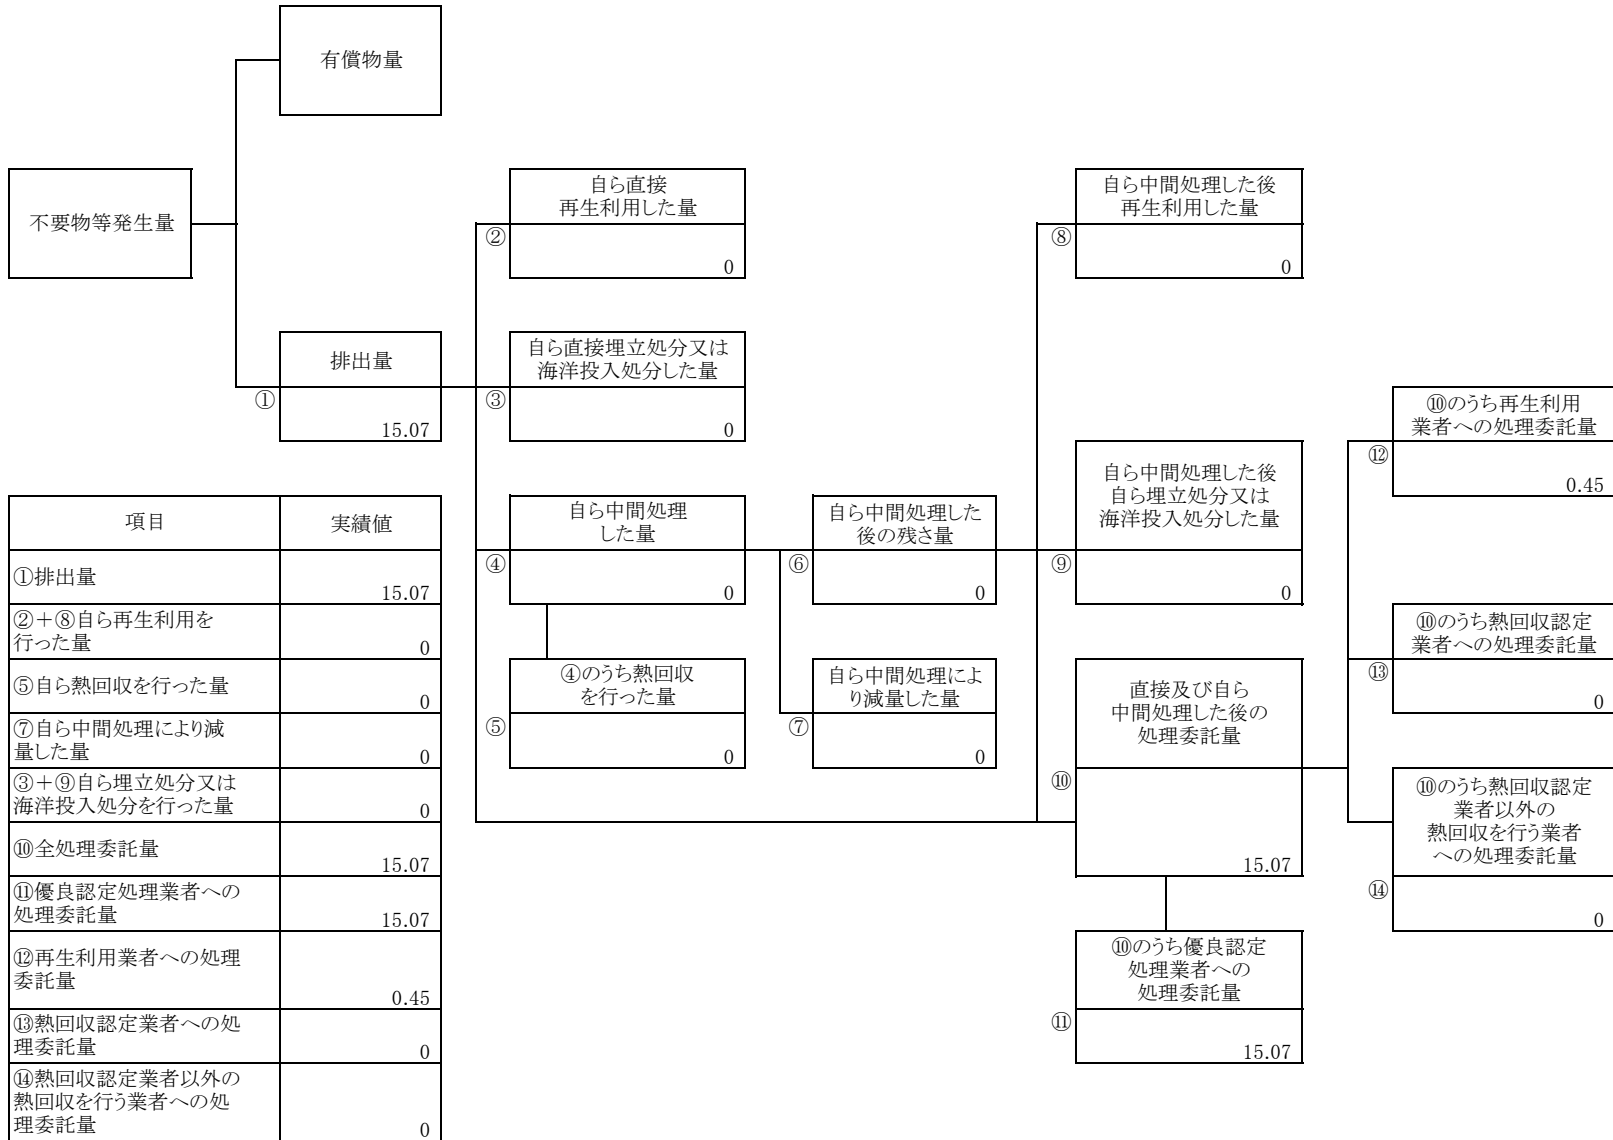 有償物量
不要物等発生量
排出量
①
15.07
自ら直接
再生利用した量
②
0
自ら直接埋立処分又は
海洋投入処分した量
③
0
自ら中間処理
した量
④
0
④のうち熱回収
を行った量
⑤
0
自ら中間処理した
後の残さ量
⑥
0
自ら中間処理によ
り減量した量
⑦
0
自ら中間処理した後
再生利用した量
⑧
0
自ら中間処理した後
自ら埋立処分又は
海洋投入処分した量
⑨
0
直接及び自ら
中間処理した後の
処理委託量
⑩
15.07
⑩のうち優良認定
処理業者への
処理委託量
⑪
15.07
⑩のうち再生利用
業者への処理委託量
⑫
0.45
⑩のうち熱回収認定
業者への処理委託量
⑬
0
⑩のうち熱回収認定
業者以外の
熱回収を行う業者
への処理委託量
⑭
0
項目 実績値
①排出量
15.07
②+⑧自ら再生利用を
行った量
0
⑤自ら熱回収を行った量
0
⑦自ら中間処理により減
量した量
0
③+⑨自ら埋立処分又は
海洋投入処分を行った量
0
⑩全処理委託量
15.07
⑪優良認定処理業者への
処理委託量
15.07
⑫再生利用業者への処理
委託量
0.45
⑬熱回収認定業者への処
理委託量
0
⑭熱回収認定業者以外の
熱回収を行う業者への処
理委託量
0